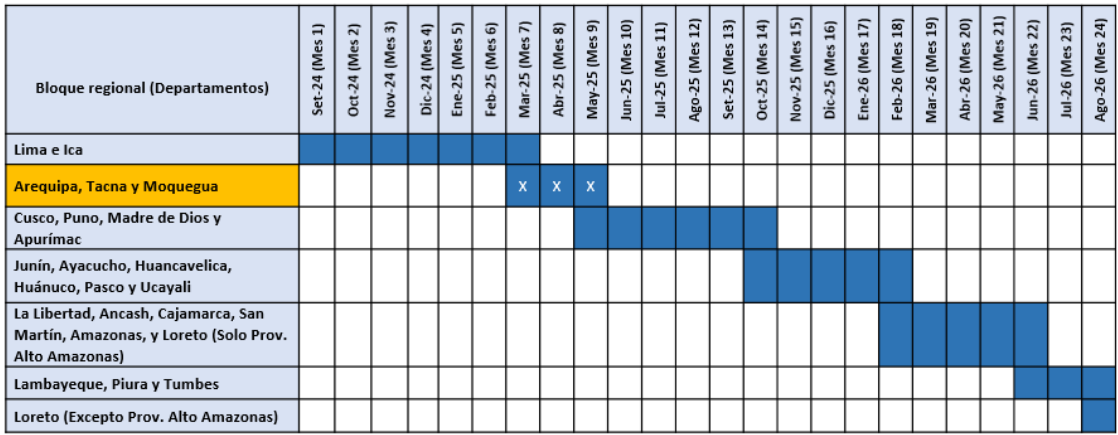 Bloque regional (Departamentos)
Set-24 (Mes 1)
Oct-24 (Mes 2)
Nov-24 (Mes 3)
Dic-24 (Mes 4)
Ene-25 (Mes 5)
Feb-25 (Mes 6)
Mar-25 (Mes 7)
Abr-25 (Mes 8)
May-25 (Mes 9)
Jun-25 (Mes 10)
Jul-25 (Mes 11)
Ago-25 (Mes 12)
Set-25 (Mes 13)
Oct-25 (Mes 14)
Nov-25 (Mes 15)
Dic-25 (Mes 16)
Ene-26 (Mes 17)
Feb-26 (Mes 18)
Mar-26 (Mes 19)
Abr-26 (Mes 20)
May-26 (Mes 21)
Jun-26 (Mes 22)
Jul-26 (Mes 23)
Ago-26 (Mes 24)
Lima e Ica
Arequipa, Tacna y Moquegua X X X
Cusco, Puno, Madre de Dios y
Apurímac
Junín, Ayacucho, Huancavelica,
Huánuco, Pasco y Ucayali
La Libertad, Ancash, Cajamarca, San
Martín, Amazonas, y Loreto (Solo Prov.
Alto Amazonas)
Lambayeque, Piura y Tumbes
Loreto (Excepto Prov. Alto Amazonas)